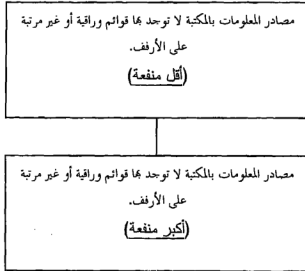 مصادر المعلومات بالمكتبة لا توجد بها قوائم وراقية أو غير مرتبة
على الأرفف.
(أقل منفعة)
مصادر المعلومات بالمكتبة لا توجد بها قوائم وراقية أو غير مرتبة
على الأرفف.
(أكبر منفعة)